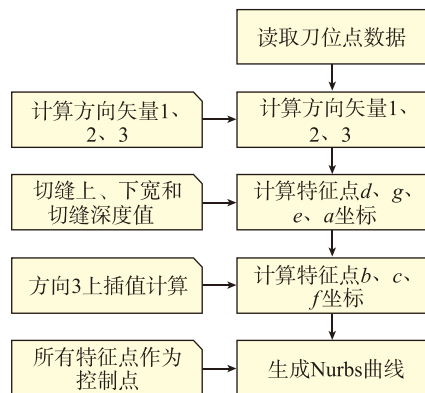 读取刀位点数据
计算方向矢量1、
2、3
计算方向矢量1、
2、3
切缝上、下宽和
切缝深度值
计算特征点d、g、
e、a坐标
方向3上插值计算
计算特征点b、c、
f坐标
所有特征点作为
控制点
生成Nurbs曲线